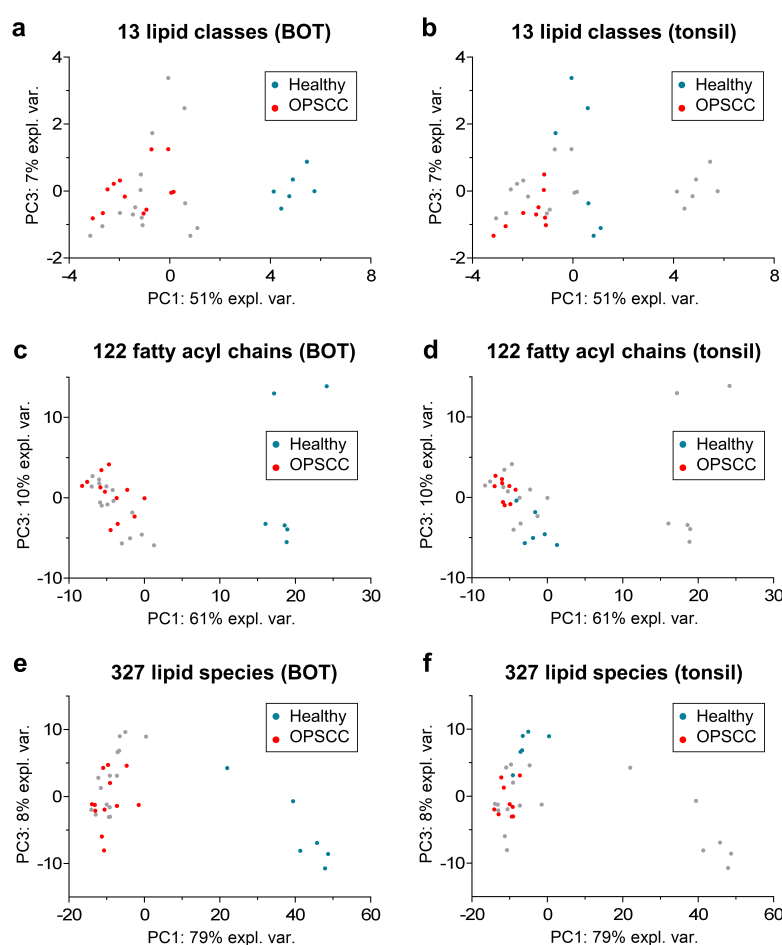 a
13 lipid classes (BOT)
4
2
0
-2
PC3: 7% expl. var.
Healthy
OPSCC
-4
0
4
8
PC1: 51% expl. var.
b
13 lipid classes (tonsil)
4
2
0
-2
PC3: 7% expl. var.
Healthy
OPSCC
-4
0
4
8
PC1: 51% expl. var.
c
122 fatty acyl chains (BOT)
10
0
-10
PC3: 10% expl. var.
Healthy
OPSCC
-10
0
10
20
30
PC1: 61% expl. var.
d
122 fatty acyl chains (tonsil)
10
0
-10
PC3: 10% expl. var.
Healthy
OPSCC
-10
0
10
20
30
PC1: 61% expl. var.
e
327 lipid species (BOT)
10
0
-10
PC3: 8% expl. var.
Healthy
OPSCC
-20
0
20
40
60
PC1: 79% expl. var.
f
327 lipid species (tonsil)
10
0
-10
PC3: 8% expl. var.
Healthy
OPSCC
-20
0
20
40
60
PC1: 79% expl. var.